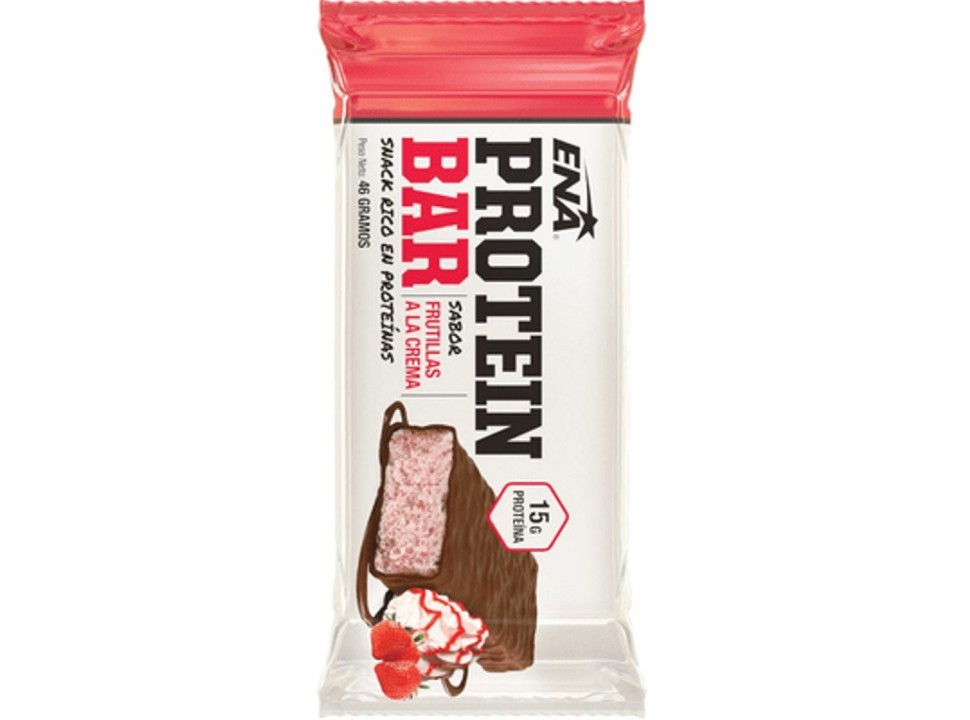 ENA®
PROTEIN
BAR
SABOR
FRUTILLAS
A LA CREMA
SNACK RICO EN PROTEÍNAS
Peso Neto: 46 GRAMOS
15G
PROTEÍNA